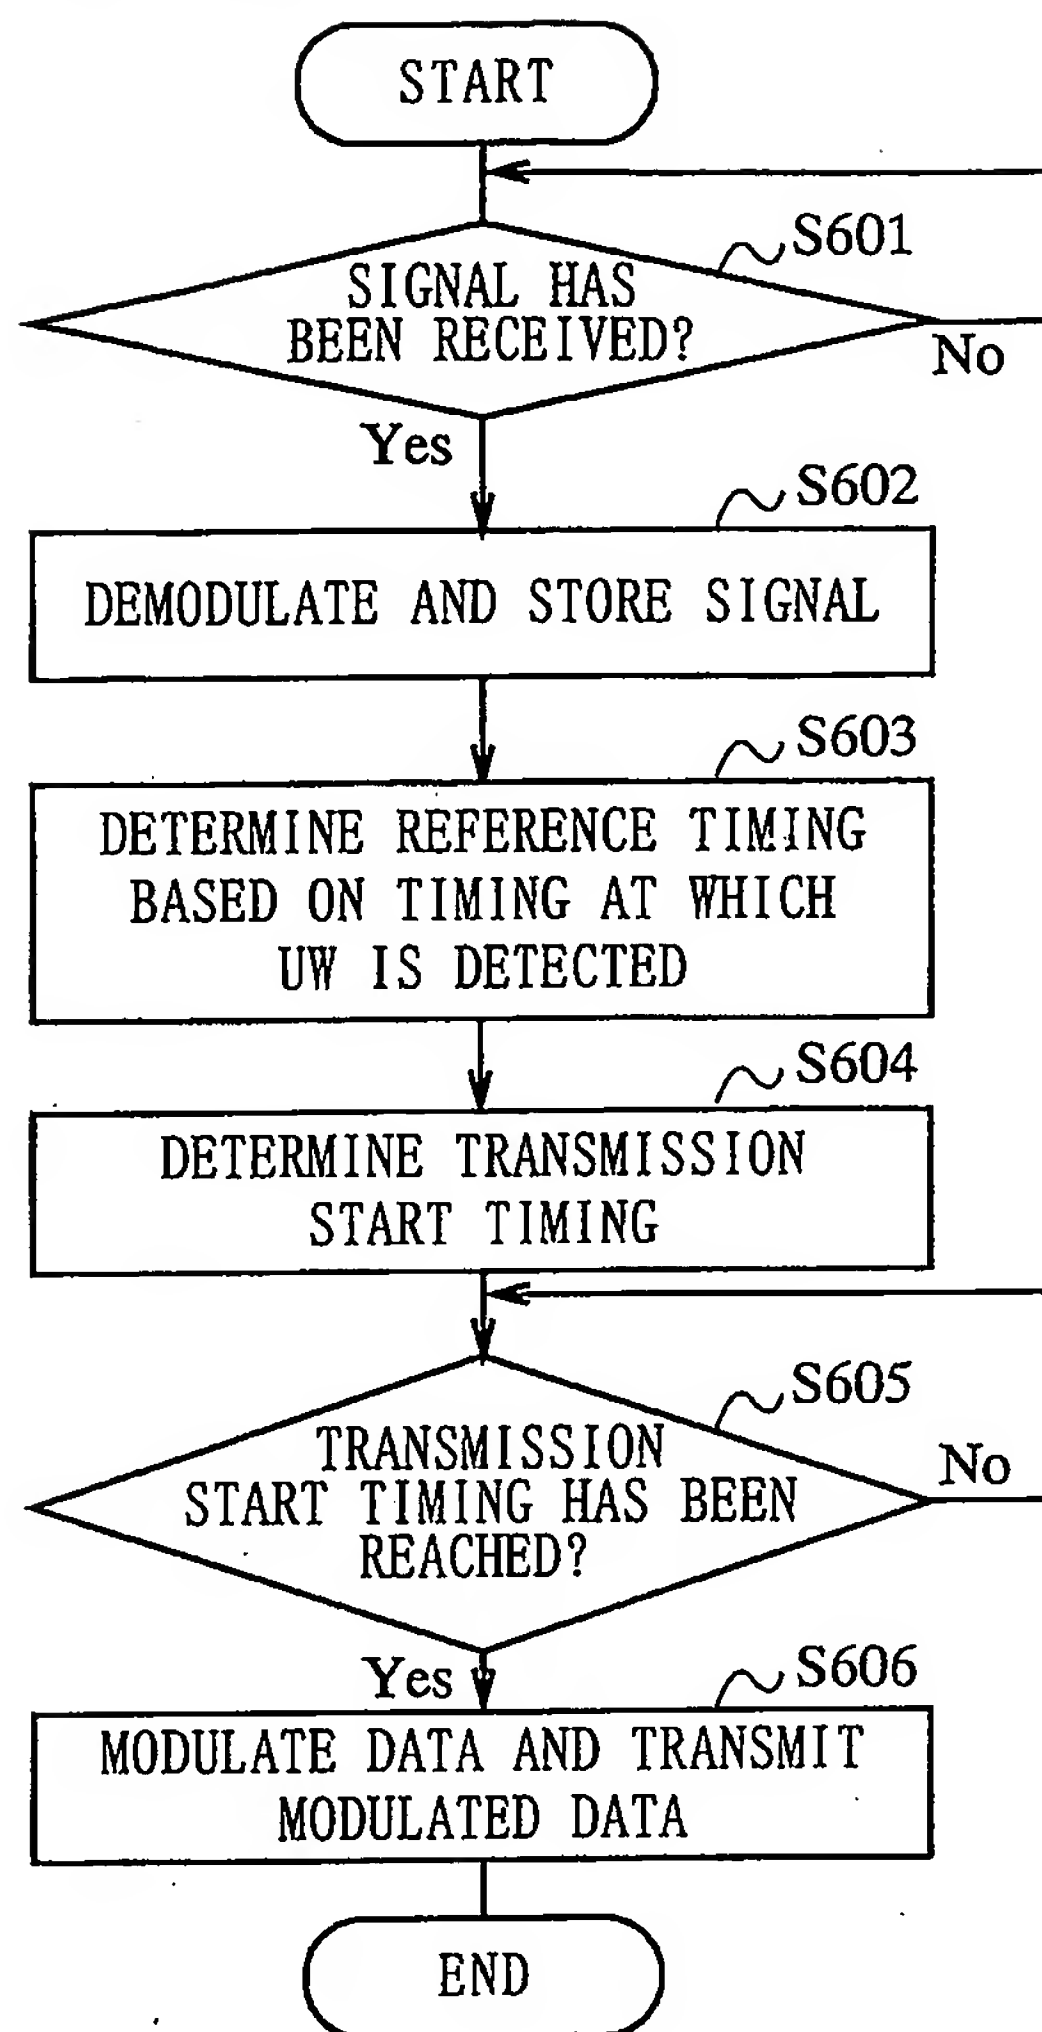 START
S601
SIGNAL HAS
BEEN RECEIVED?
No
Yes
S602
DEMODULATE AND STORE SIGNAL
S603
DETERMINE REFERENCE TIMING
BASED ON TIMING AT WHICH
UW IS DETECTED
S604
DETERMINE TRANSMISSION
START TIMING
S605
TRANSMISSION
START TIMING HAS BEEN
REACHED?
No
Yes
S606
MODULATE DATA AND TRANSMIT
MODULATED DATA
END